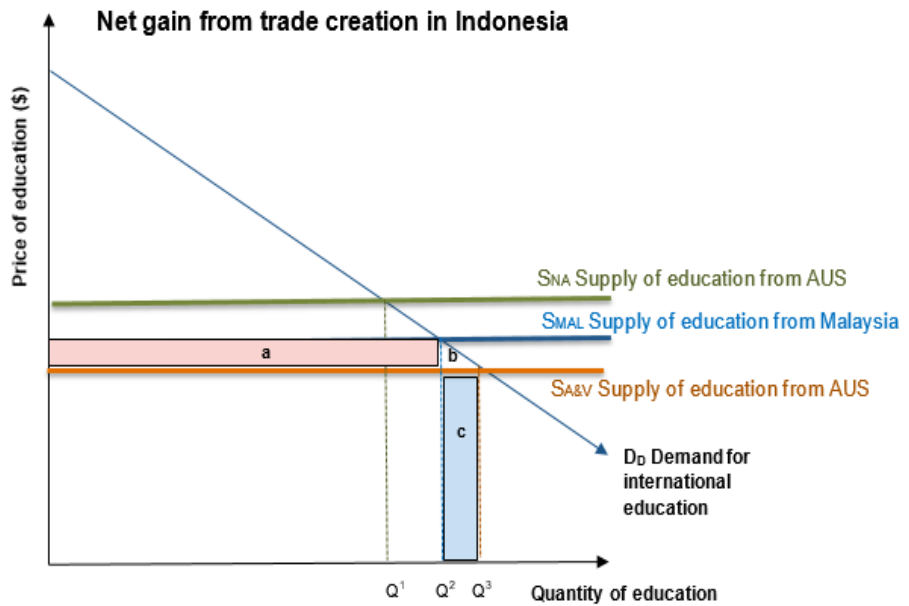 Net gain from trade creation in Indonesia
Price of education ($)
SNA Supply of education from AUS
SMAL Supply of education from Malaysia
a
b
SA&V Supply of education from AUS
c
DD Demand for
international
education
Q1
Q2
Q3
Quantity of education